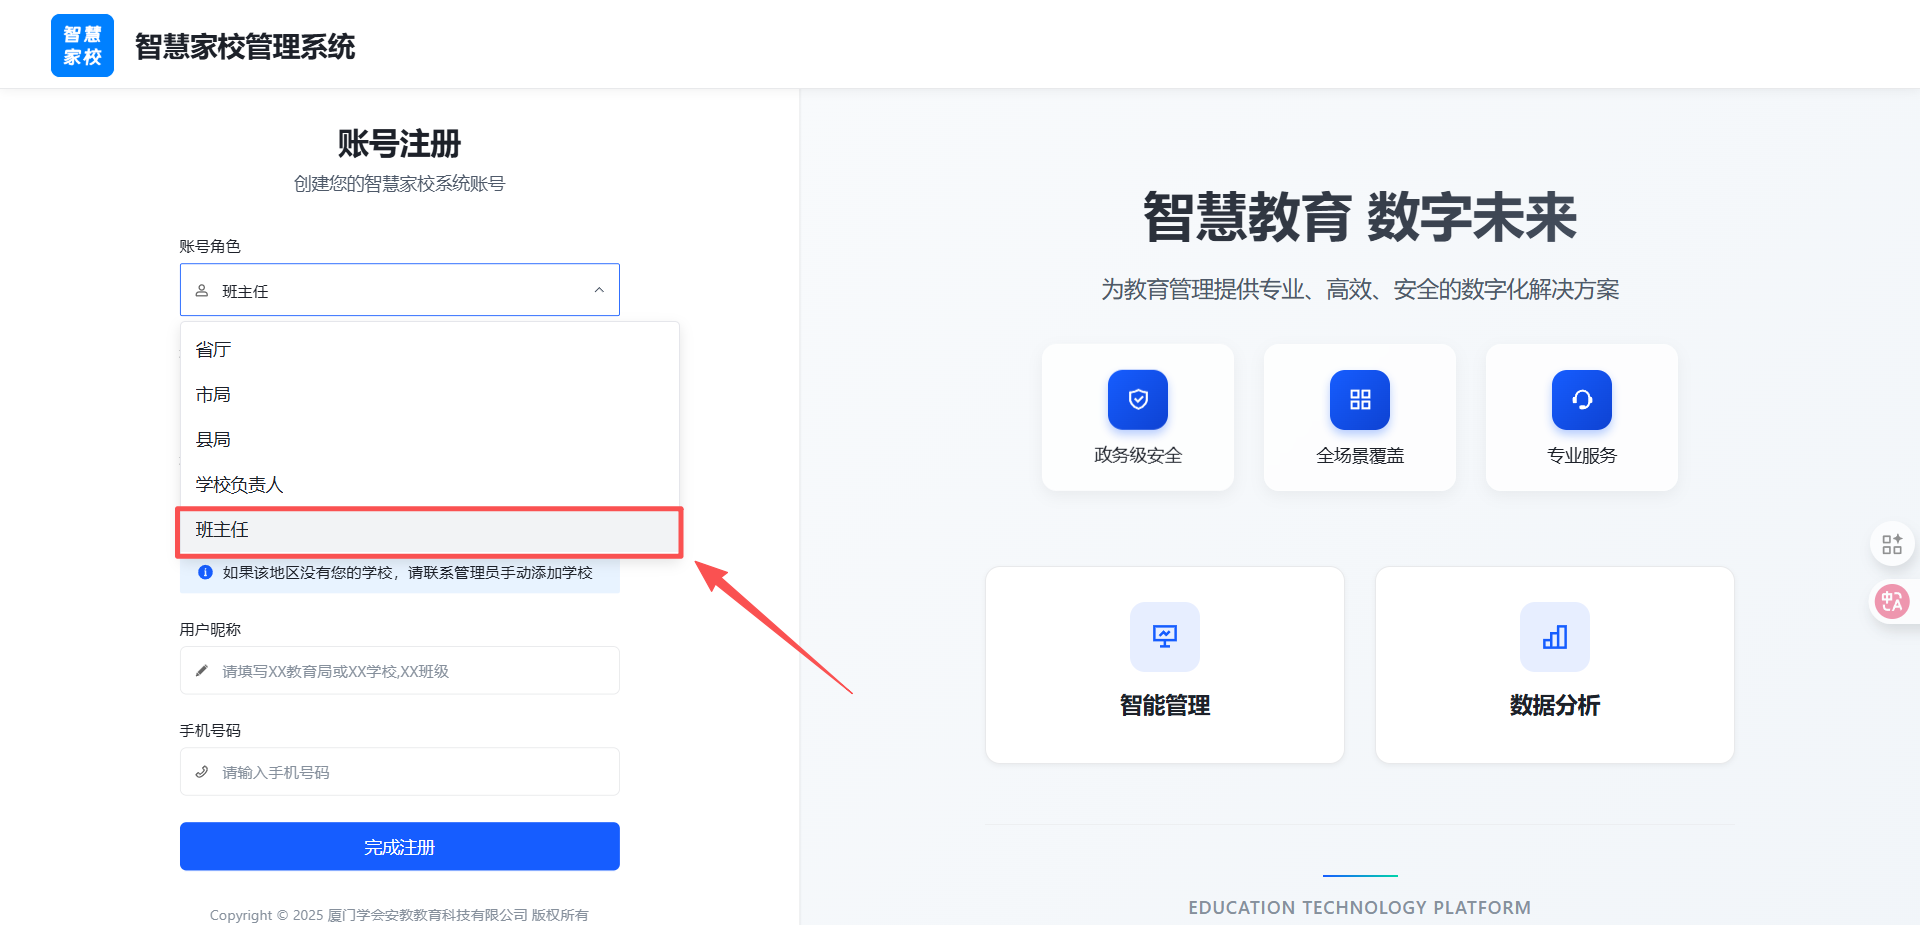 智慧
家校
智慧家校管理系统
账号注册
创建您的智慧家校系统账号
账号角色
班主任
省厅
市局
县局
学校负责人
班主任
如果该地区没有您的学校，请联系管理员手动添加学校
用户昵称
请填写XX教育局或XX学校,XX班级
手机号码
请输入手机号码
完成注册
Copyright © 2025 厦门学会安教教育科技有限公司 版权所有
智慧教育 数字未来
为教育管理提供专业、高效、安全的数字化解决方案
政务级安全
全场景覆盖
专业服务
智能管理
数据分析
EDUCATION TECHNOLOGY PLATFORM
中A